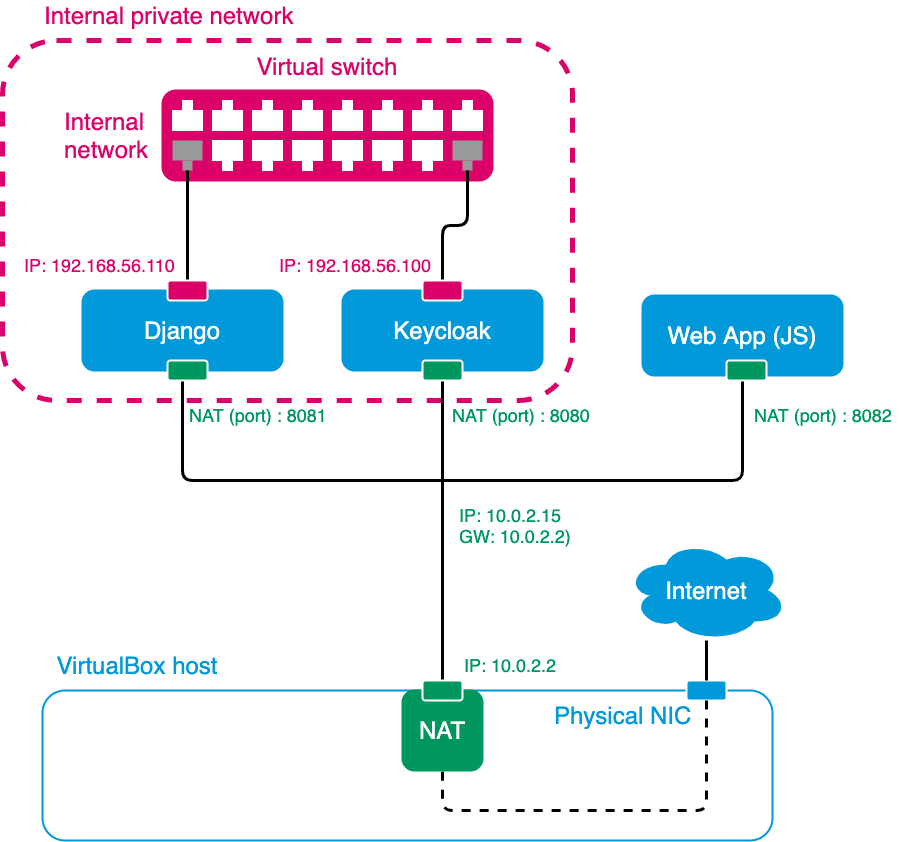 Internal private network
Virtual switch
Internal
network
IP: 192.168.56.110
IP: 192.168.56.100
Django
Keycloak
Web App (JS)
NAT (port) : 8081
NAT (port) : 8080
NAT (port) : 8082
IP: 10.0.2.15
GW: 10.0.2.2)
Internet
VirtualBox host
IP: 10.0.2.2
Physical NIC
NAT